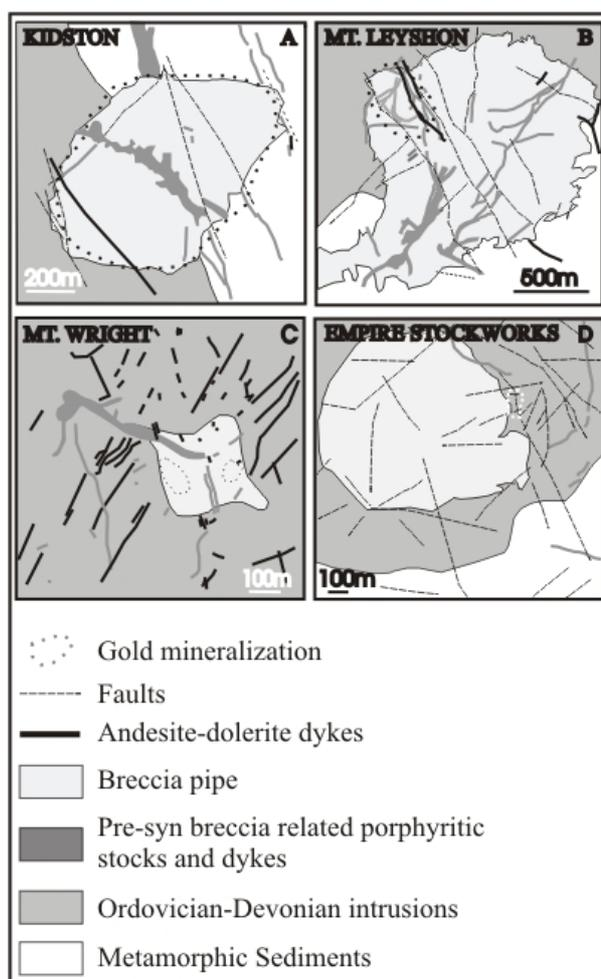 KIDSTON A
MT. LEYSHON B
200m
500m
MT. WRIGHT C
EMPIRE STOCKWORKS D
100m
100m
Gold mineralization
Faults
Andesite-dolerite dykes
Breccia pipe
Pre-syn breccia related porphyritic
stocks and dykes
Ordovician-Devonian intrusions
Metamorphic Sediments